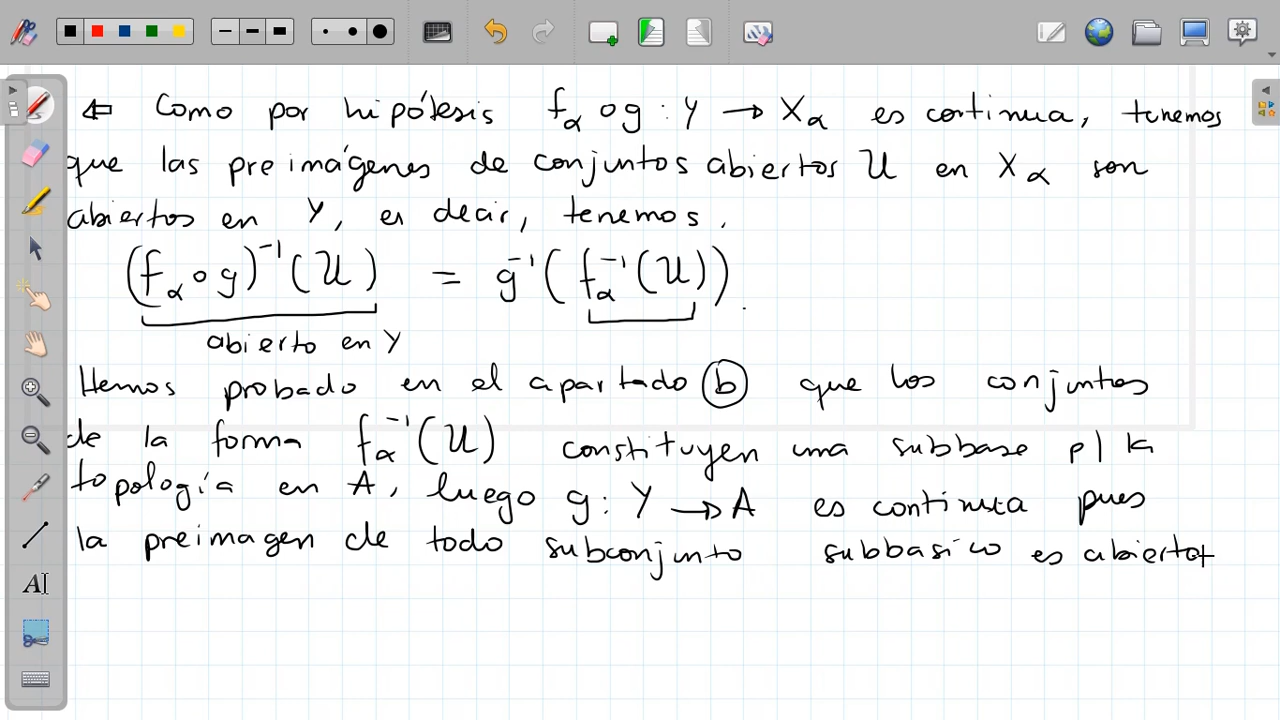 ⇐ Como por hipótesis f_α ∘ g : Y → X_α es continua, tenemos
que las preimágenes de conjuntos abiertos U en X_α son
abiertos en Y, es decir, tenemos.
(f_α ∘ g)⁻¹(U) = g⁻¹(f_α⁻¹(U)).
abierto en Y
Hemos probado en el apartado b que los conjuntos
de la forma f_α⁻¹(U) constituyen una subbase p/ la
topología en A, luego g : Y → A es continua pues
la preimagen de todo subconjunto subbasico es abierto
AI